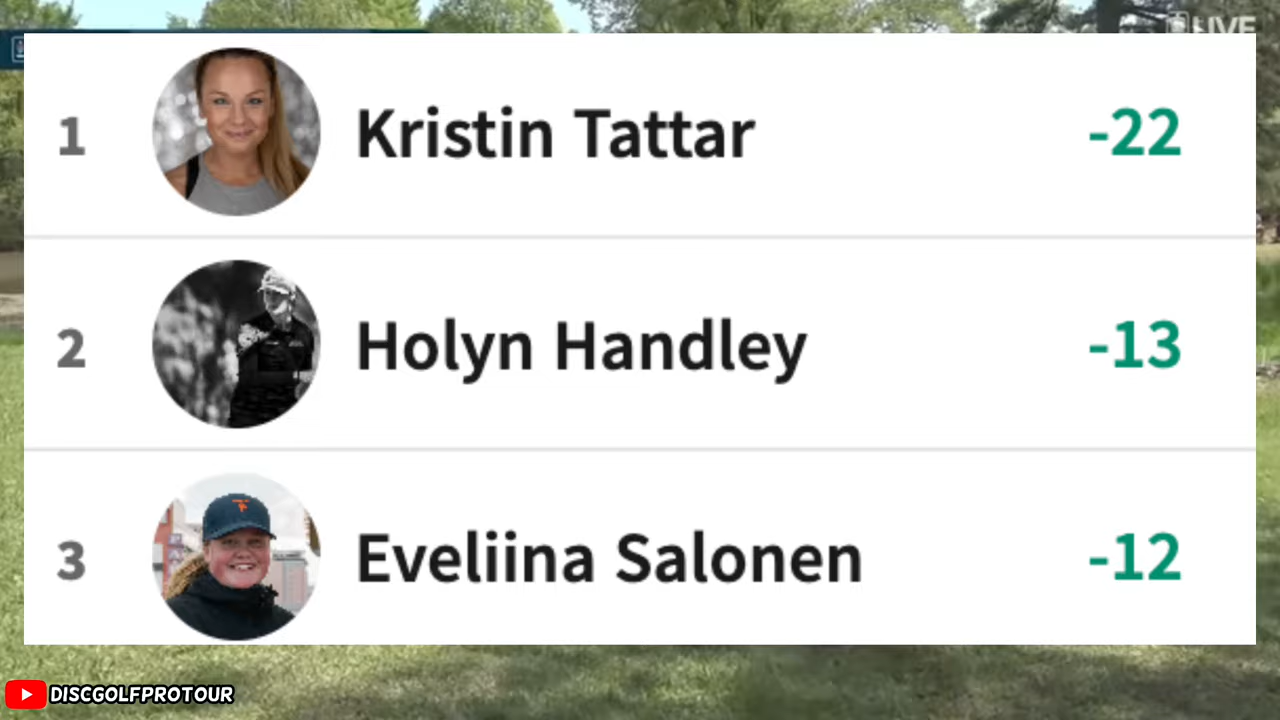 LIVE
1 Kristin Tattar -22
2 Holyn Handley -13
3 Eveliina Salonen -12
DISCGOLFPROTOUR